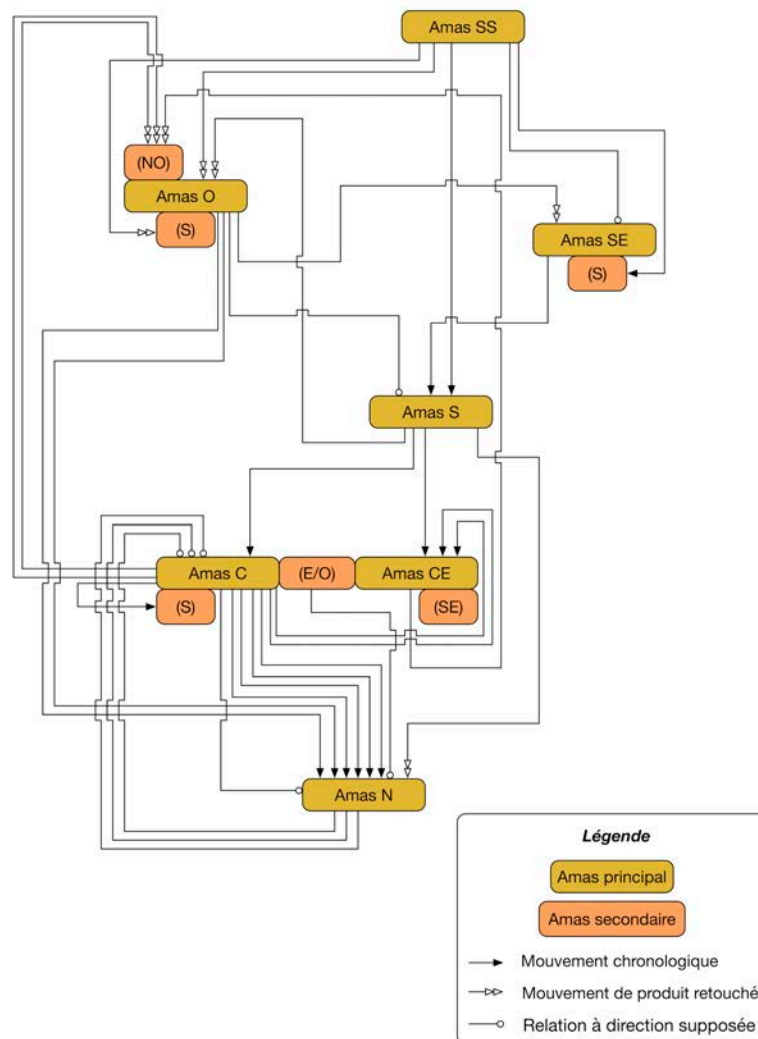 Amas SS
(NO)
Amas O
(S)
Amas SE
(S)
Amas S
Amas C
(E/O)
Amas CE
(S)
(SE)
Amas N
Légende
Amas principal
Amas secondaire
Mouvement chronologique
Mouvement de produit retouché
Relation à direction supposée